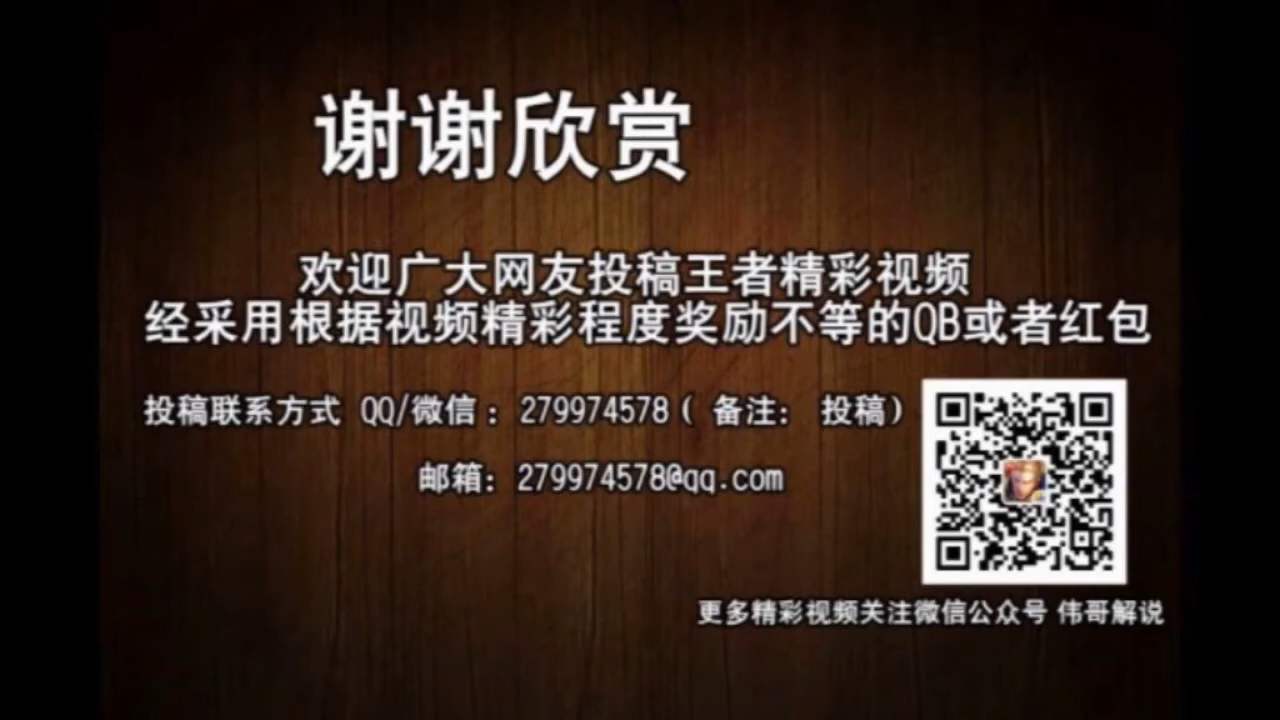 谢谢欣赏
欢迎广大网友投稿王者精彩视频
经采用根据视频精彩程度奖励不等的QB或者红包
投稿联系方式 QQ/微信：279974578（ 备注： 投稿）
邮箱：279974578@qq.com
更多精彩视频关注微信公众号 伟哥解说